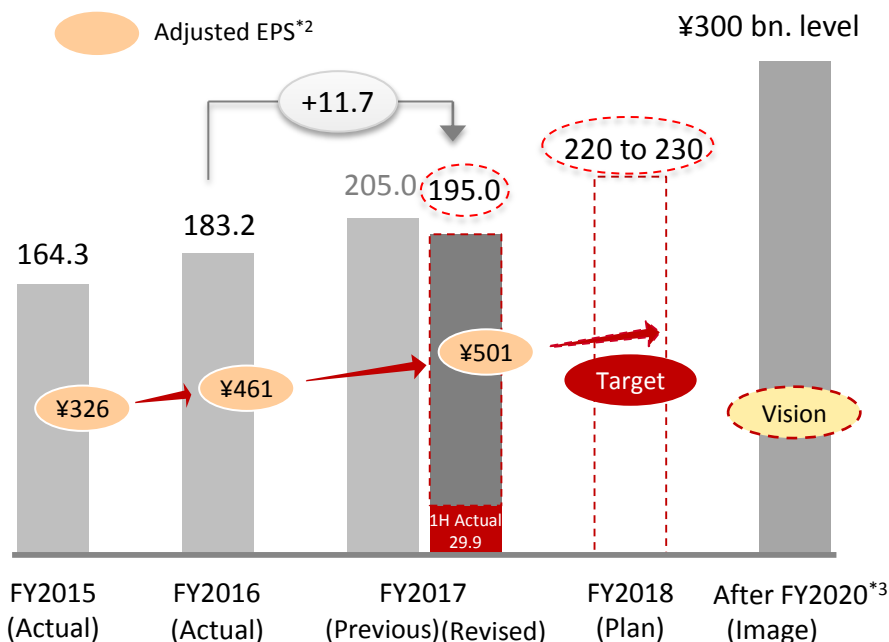 Adjusted EPS*2
¥300 bn. level
+11.7
220 to 230
205.0
195.0
183.2
164.3
¥501
¥461
¥326
Target
Vision
1H Actual
29.9
FY2015
(Actual)
FY2016
(Actual)
FY2017
(Previous)
(Revised)
FY2018
(Plan)
After FY2020*3
(Image)